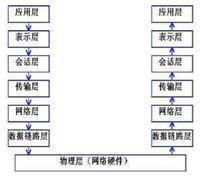 应用层 应用层
表示层 表示层
会话层 会话层
传输层 传输层
网络层 网络层
数据链路层 数据链路层
物理层（网络硬件）